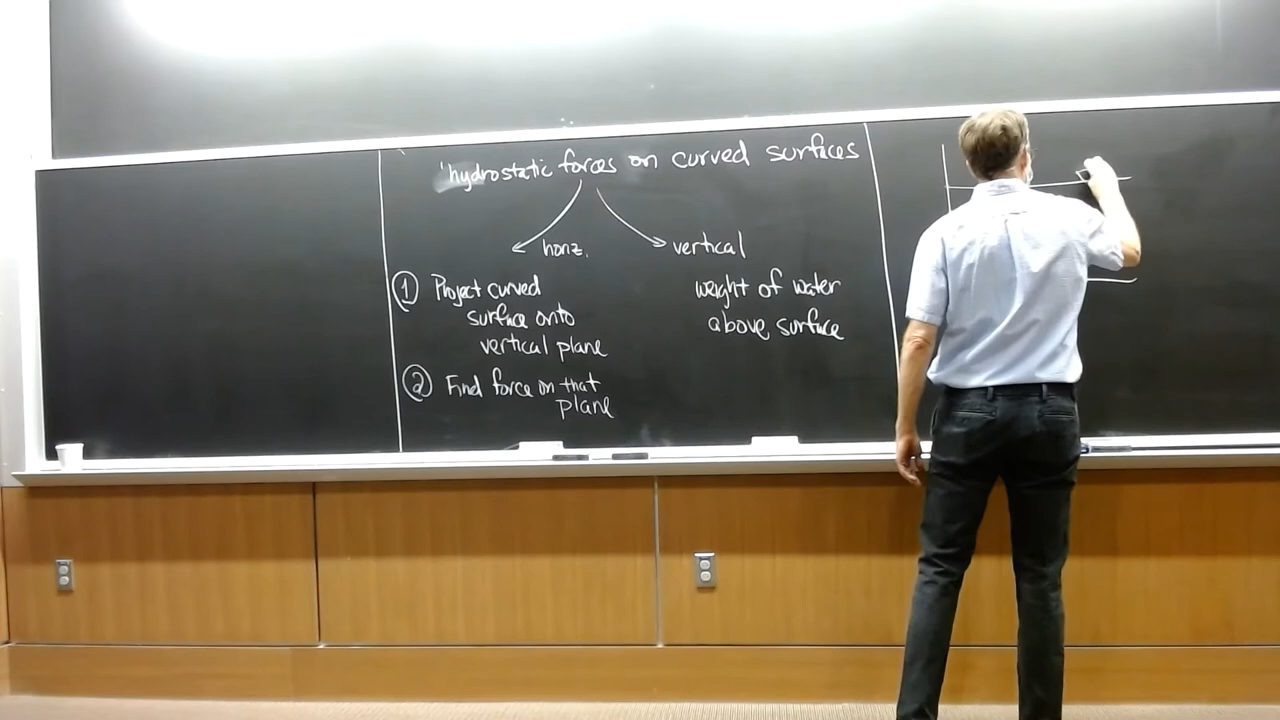 hydrostatic forces on curved surfaces
horiz.
vertical
① Project curved
surface onto
vertical plane
② Find force on that
plane
weight of water
above surface